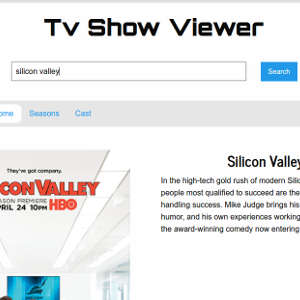 Tv Show Viewer
silicon valley
Search
ome Seasons Cast
They've got company.
ICON VALLEY
ASON PREMIERE
PRIL 24 10PM HBO
Silicon Valley
In the high-tech gold rush of modern Silic
people most qualified to succeed are the
handling success. Mike Judge brings his
humor, and his own experiences working
the award-winning comedy now entering